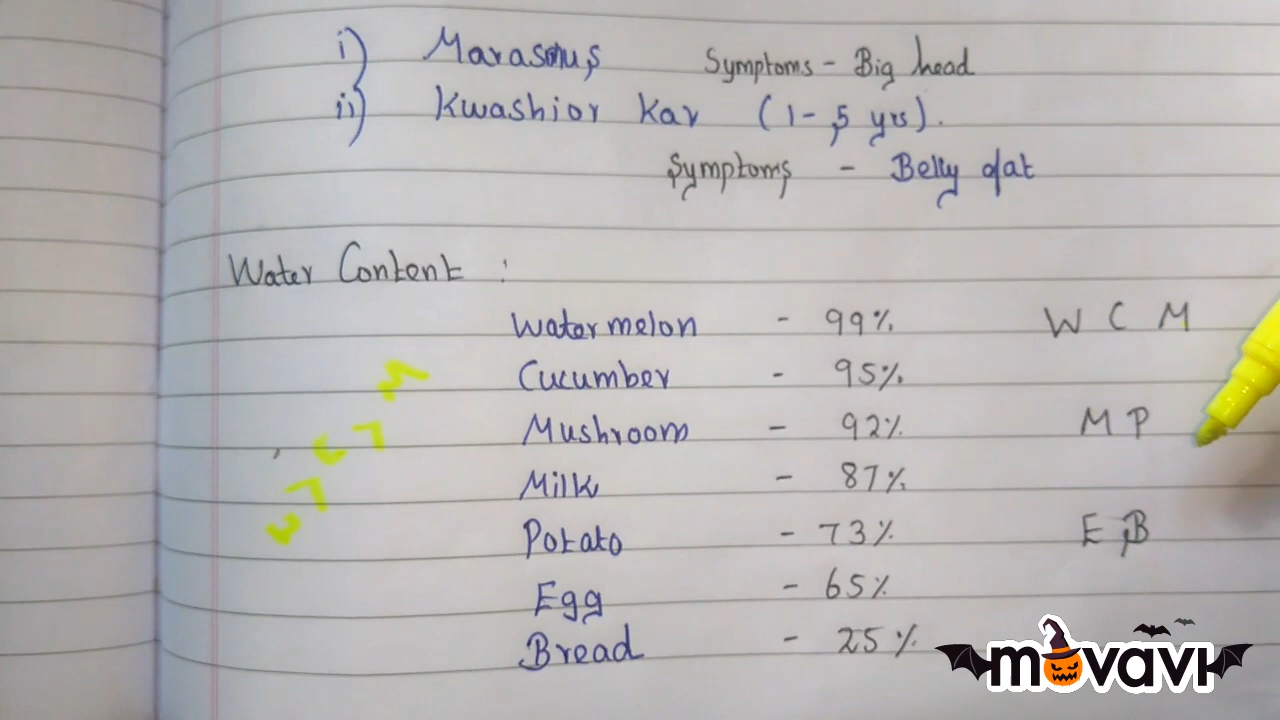 i) Marasmus Symptoms - Big head
ii) Kwashior kar (1-5 yrs).
Symptoms - Belly fat
Water Content :
Watermelon - 99% W C M
Cucumber - 95%
Mushroom - 92% M P
Milk - 87%
Potato - 73% E B
Egg - 65%
Bread - 25%
movavi